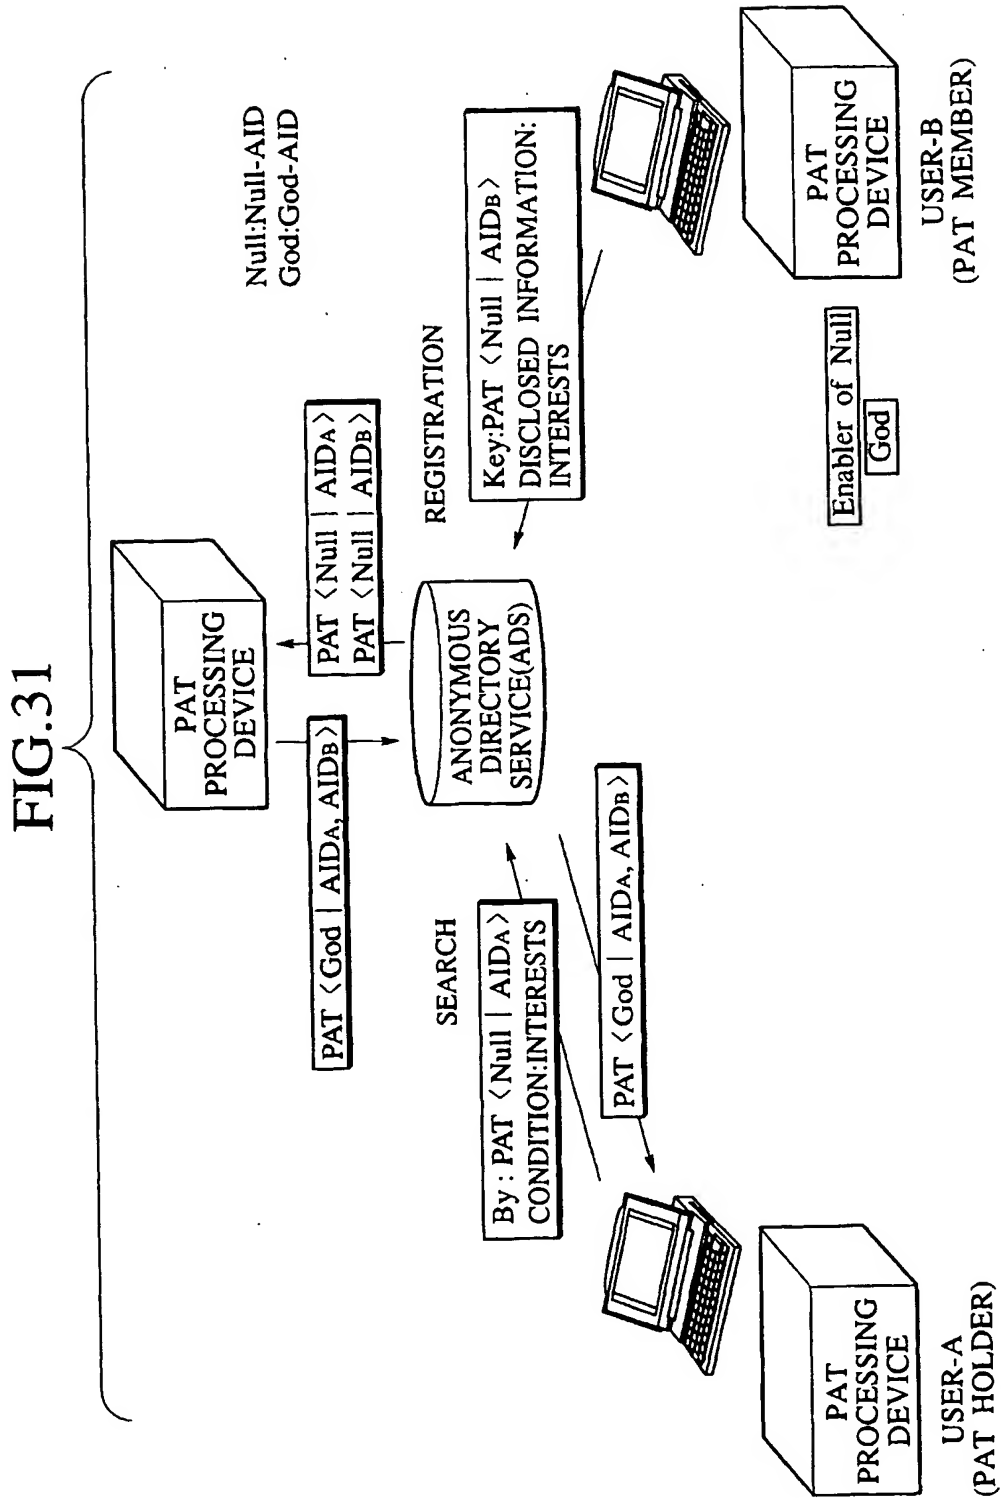 FIG.31
PAT
PROCESSING
DEVICE
Null:Null-AID
God:God-AID
PAT <God | AIDA, AIDB>
PAT <Null | AIDA>
PAT <Null | AIDB>
SEARCH
ANONYMOUS
DIRECTORY
SERVICE(ADS)
REGISTRATION
By : PAT <Null | AIDA>
CONDITION:INTERESTS
Key:PAT <Null | AIDB>
DISCLOSED INFORMATION:
INTERESTS
PAT <God | AIDA, AIDB>
PAT
PROCESSING
DEVICE
USER-A
(PAT HOLDER)
Enabler of Null
God
PAT
PROCESSING
DEVICE
USER-B
(PAT MEMBER)